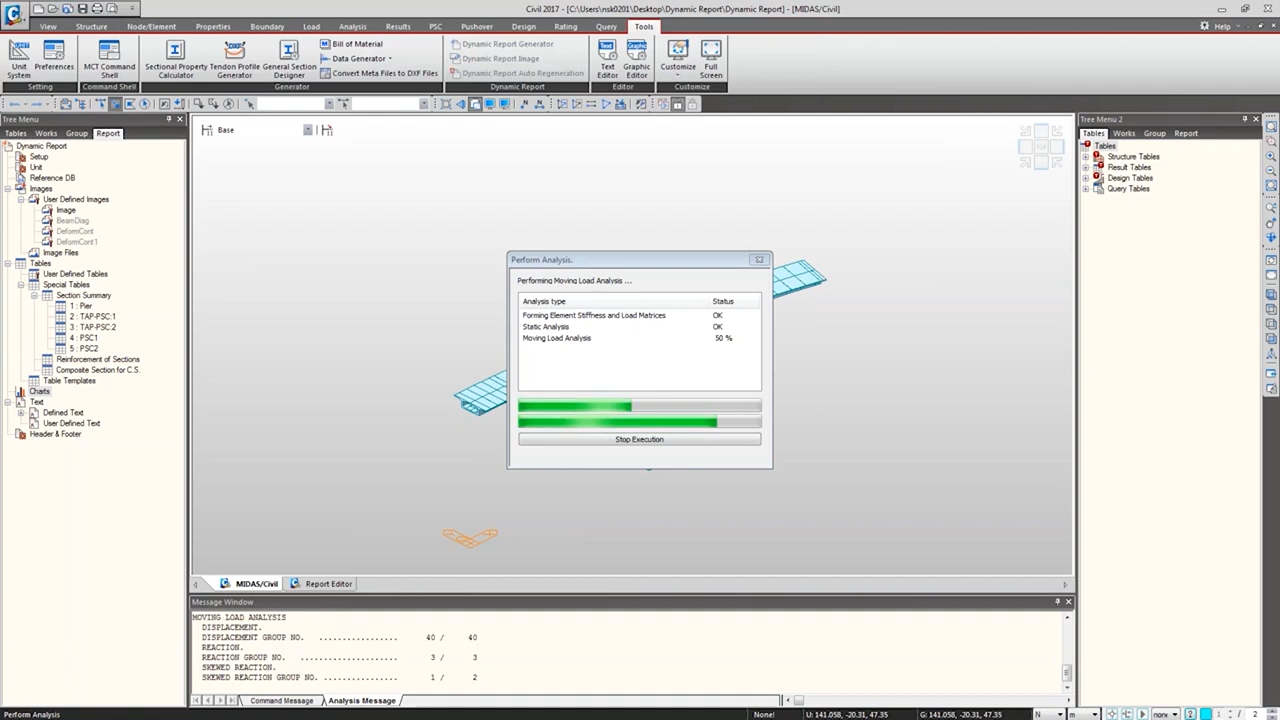 Civil 2017 - [C:\Users\nsk0201\Desktop\Dynamic Report/Dynamic Report] - [MIDAS/Civil]
View Structure Node/Element Properties Boundary Load Analysis Results PSC Pushover Design Rating Query Tools Help
Unit System
Preferences
MCT Command Shell
Sectional Property Calculator
Tendon Profile Generator
General Section Designer
Bill of Material
Data Generator
Convert Meta Files to DXF Files
Dynamic Report Generator
Dynamic Report Image
Dynamic Report Auto Regeneration
Text Editor
Graphic Editor
Customize
Full Screen
Setting Command Shell Generator Dynamic Report Editor Customize
Tree Menu
Tables Works Group Report
Dynamic Report
Setup
Unit
Reference DB
Images
User Defined Images
Image
BeamDiag
DeformCont
DeformCont1
Image Files
Tables
User Defined Tables
Special Tables
Section Summary
1 : Pier
2 : TAP-PSC:1
3 : TAP-PSC:2
4 : PSC1
5 : PSC2
Reinforcement of Sections
Composite Section for C.S.
Table Templates
Charts
Text
Defined Text
User Defined Text
Header & Footer
Base
Perform Analysis.
Performing Moving Load Analysis ...
Analysis type Status
Forming Element Stiffness and Load Matrices OK
Static Analysis OK
Moving Load Analysis 50 %
Stop Execution
MIDAS/Civil Report Editor
Message Window
MOVING LOAD ANALYSIS
DISPLACEMENT.
DISPLACEMENT GROUP NO. ................. 40 / 40
REACTION.
REACTION GROUP NO. ................. 3 / 3
SKEWED REACTION.
SKEWED REACTION GROUP NO. ................. 1 / 2
Command Message Analysis Message
Tree Menu 2
Tables Works Group Report
Tables
Structure Tables
Result Tables
Design Tables
Query Tables
Perform Analysis
None! U: 141.058, -20.31, 47.35 G: 141.058, -20.31, 47.35 N m none 1 / 2